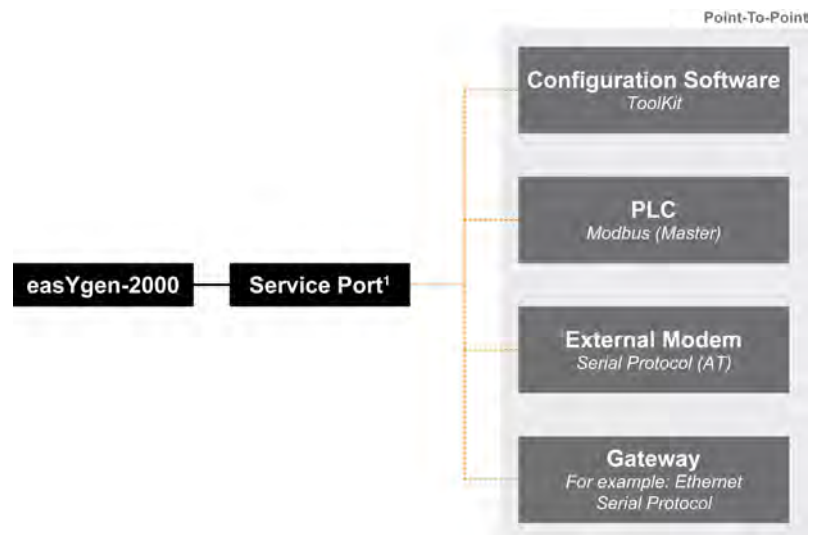 Point-To-Point
Configuration Software
ToolKit
PLC
Modbus (Master)
easYgen-2000
Service Port¹
External Modem
Serial Protocol (AT)
Gateway
For example: Ethernet
Serial Protocol